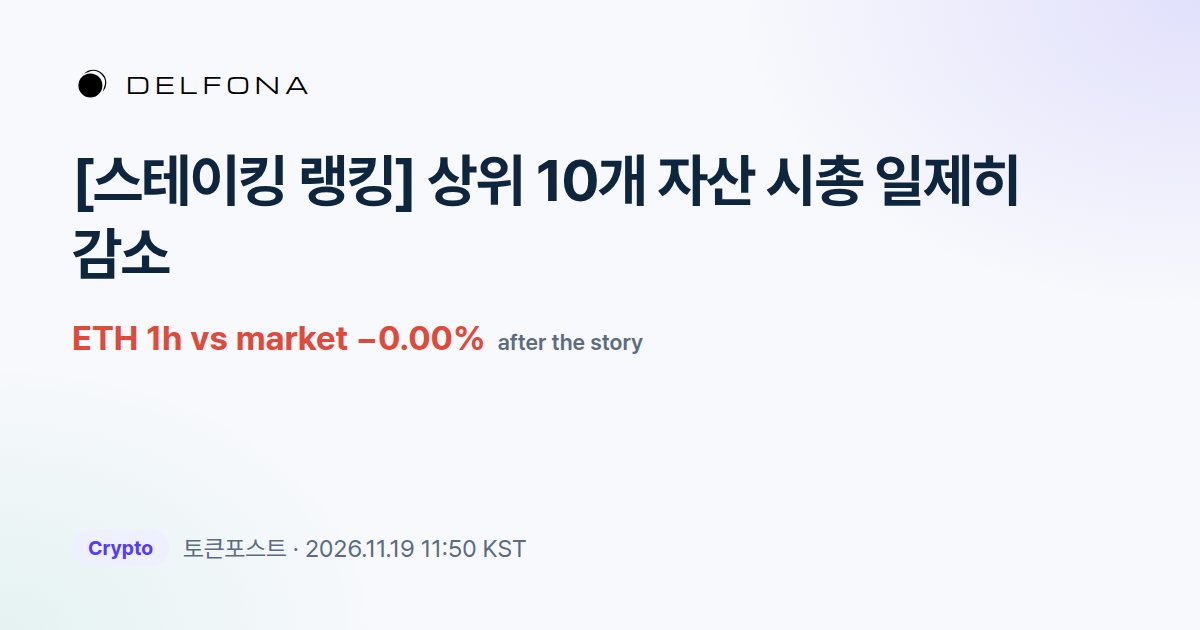 DELFONA
[스테이킹 랭킹] 상위 10개 자산 시총 일제히
감소
ETH 1h vs market −0.00% after the story
Crypto 토큰포스트 · 2026.11.19 11:50 KST